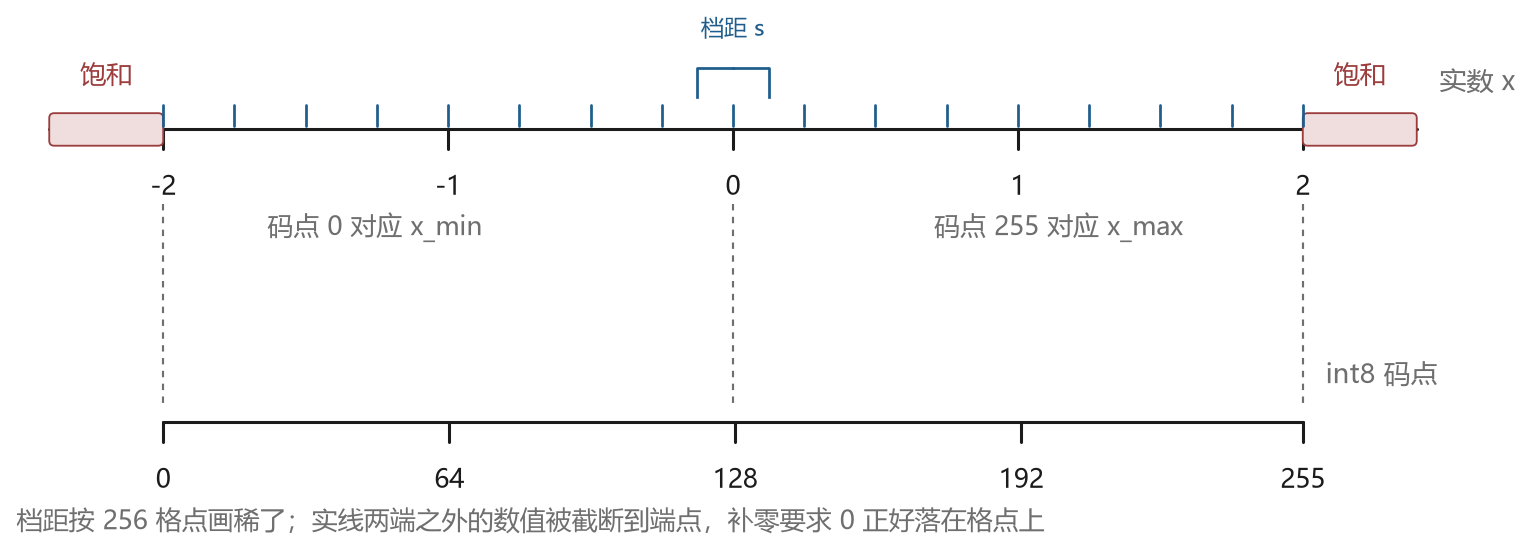 档距 s
饱和
饱和
实数 x
-2
-1
0
1
2
码点 0 对应 x_min
码点 255 对应 x_max
int8 码点
0
64
128
192
255
档距按 256 格点画稀了；实线两端之外的数值被截断到端点，补零要求 0 正好落在格点上